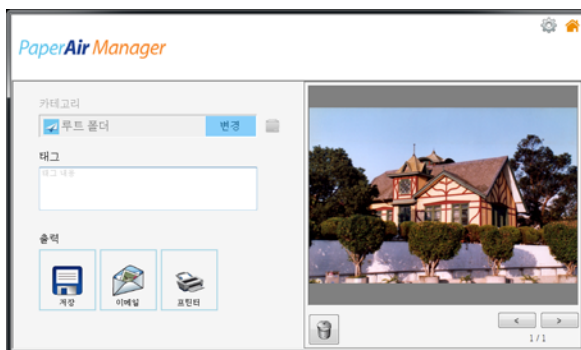 PaperAir Manager
카테고리
루트 폴더
변경
태그
태그 내용
출력
저장
이메일
프린터
<
>
1 / 1